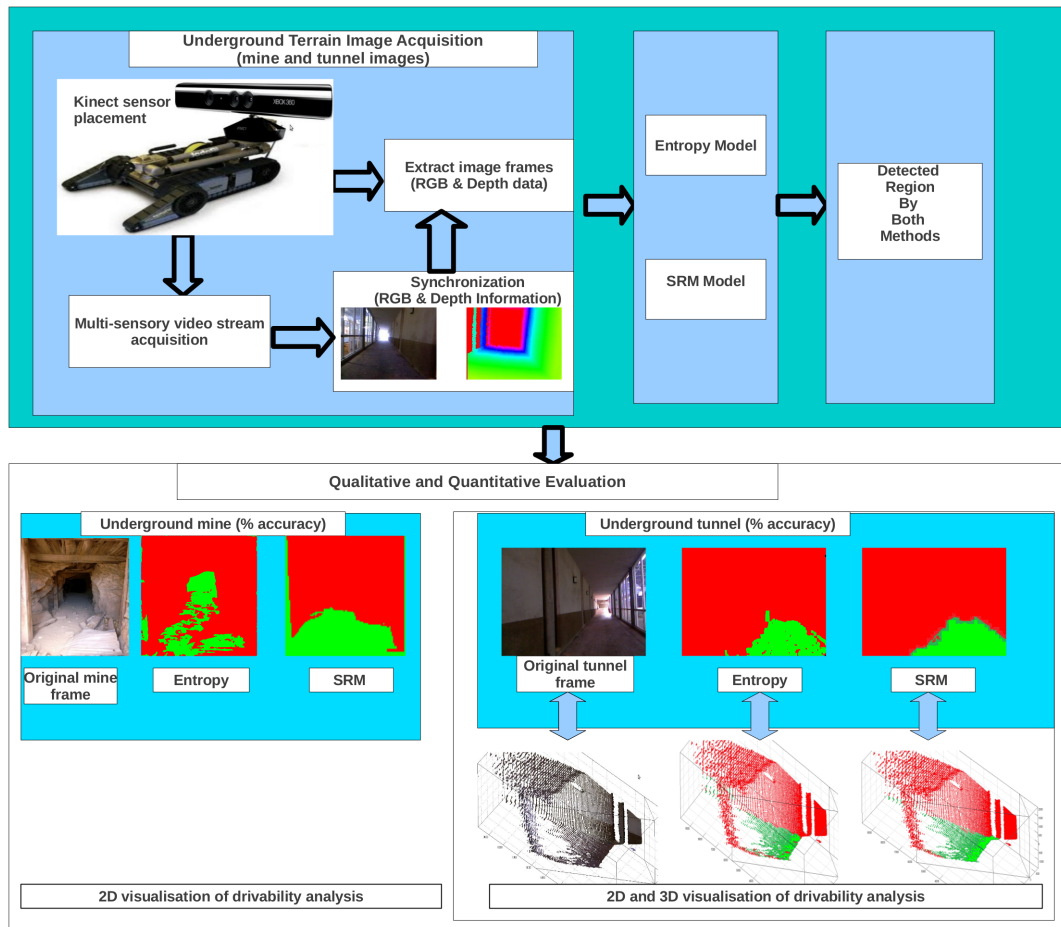 Underground Terrain Image Acquisition
(mine and tunnel images)
Kinect sensor
placement
XBOX360
Extract image frames
(RGB & Depth data)
Multi-sensory video stream
acquisition
Synchronization
(RGB & Depth Information)
Entropy Model
SRM Model
Detected
Region
By
Both
Methods
Qualitative and Quantitative Evaluation
Underground mine (% accuracy)
Original mine
frame
Entropy
SRM
2D visualisation of drivability analysis
Underground tunnel (% accuracy)
Original tunnel
frame
Entropy
SRM
2D and 3D visualisation of drivability analysis